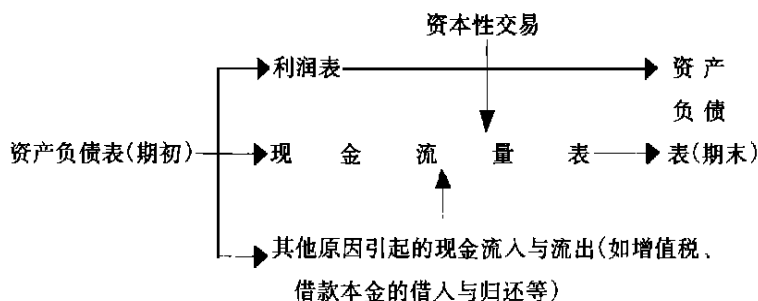 资本性交易
利润表
资产
负债
资产负债表(期初)
现金流量表
表(期末)
其他原因引起的现金流入与流出(如增值税、
借款本金的借入与归还等)